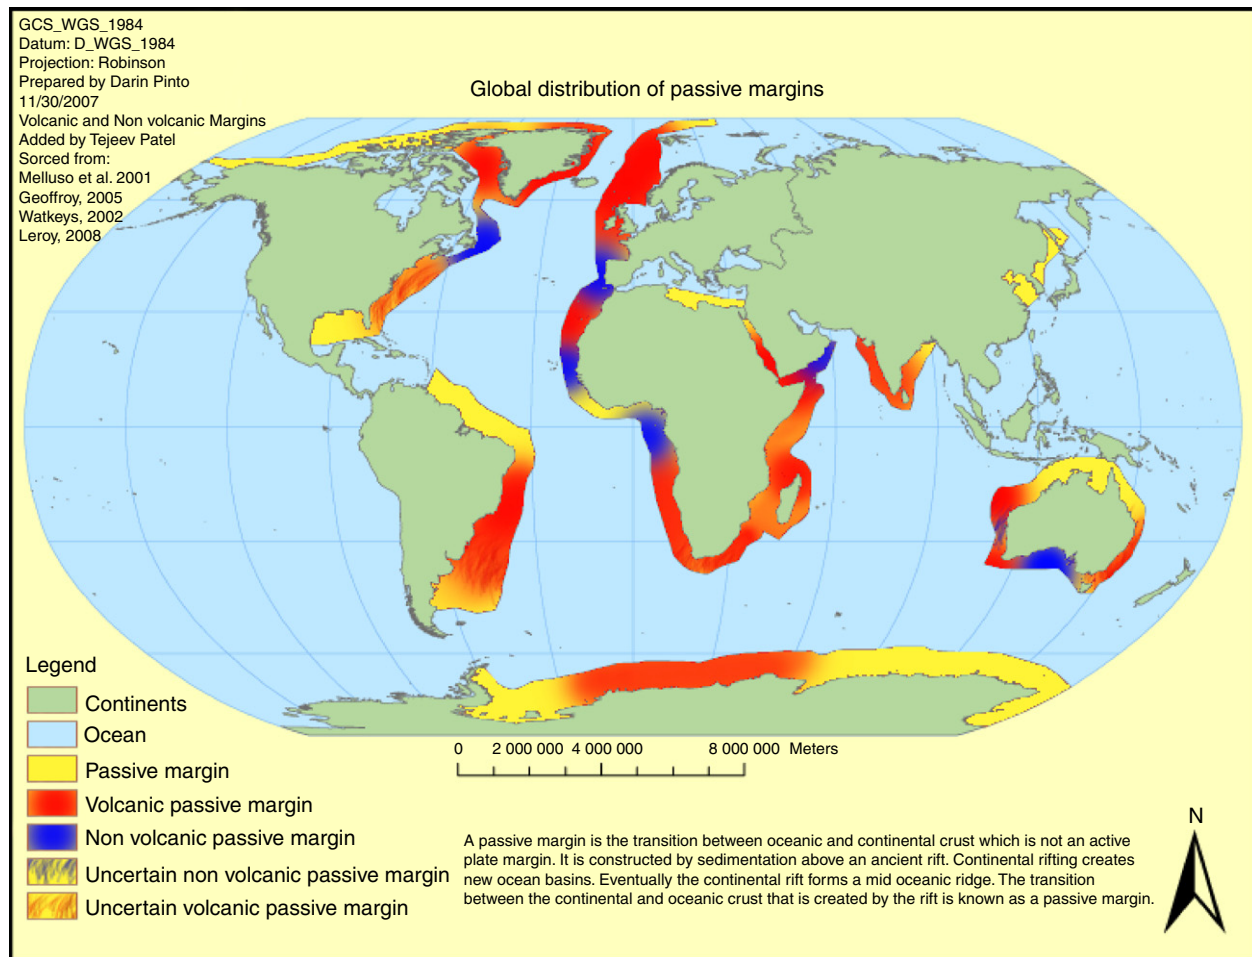 GCS_WGS_1984
Datum: D_WGS_1984
Projection: Robinson
Prepared by Darin Pinto
11/30/2007
Volcanic and Non volcanic Margins
Added by Tejeev Patel
Sorced from:
Melluso et al. 2001
Geoffroy, 2005
Watkeys, 2002
Leroy, 2008
Global distribution of passive margins
Legend
Continents
Ocean
Passive margin
Volcanic passive margin
Non volcanic passive margin
Uncertain non volcanic passive margin
Uncertain volcanic passive margin
0 2 000 000 4 000 000 8 000 000 Meters
A passive margin is the transition between oceanic and continental crust which is not an active
plate margin. It is constructed by sedimentation above an ancient rift. Continental rifting creates
new ocean basins. Eventually the continental rift forms a mid oceanic ridge. The transition
between the continental and oceanic crust that is created by the rift is known as a passive margin.
N